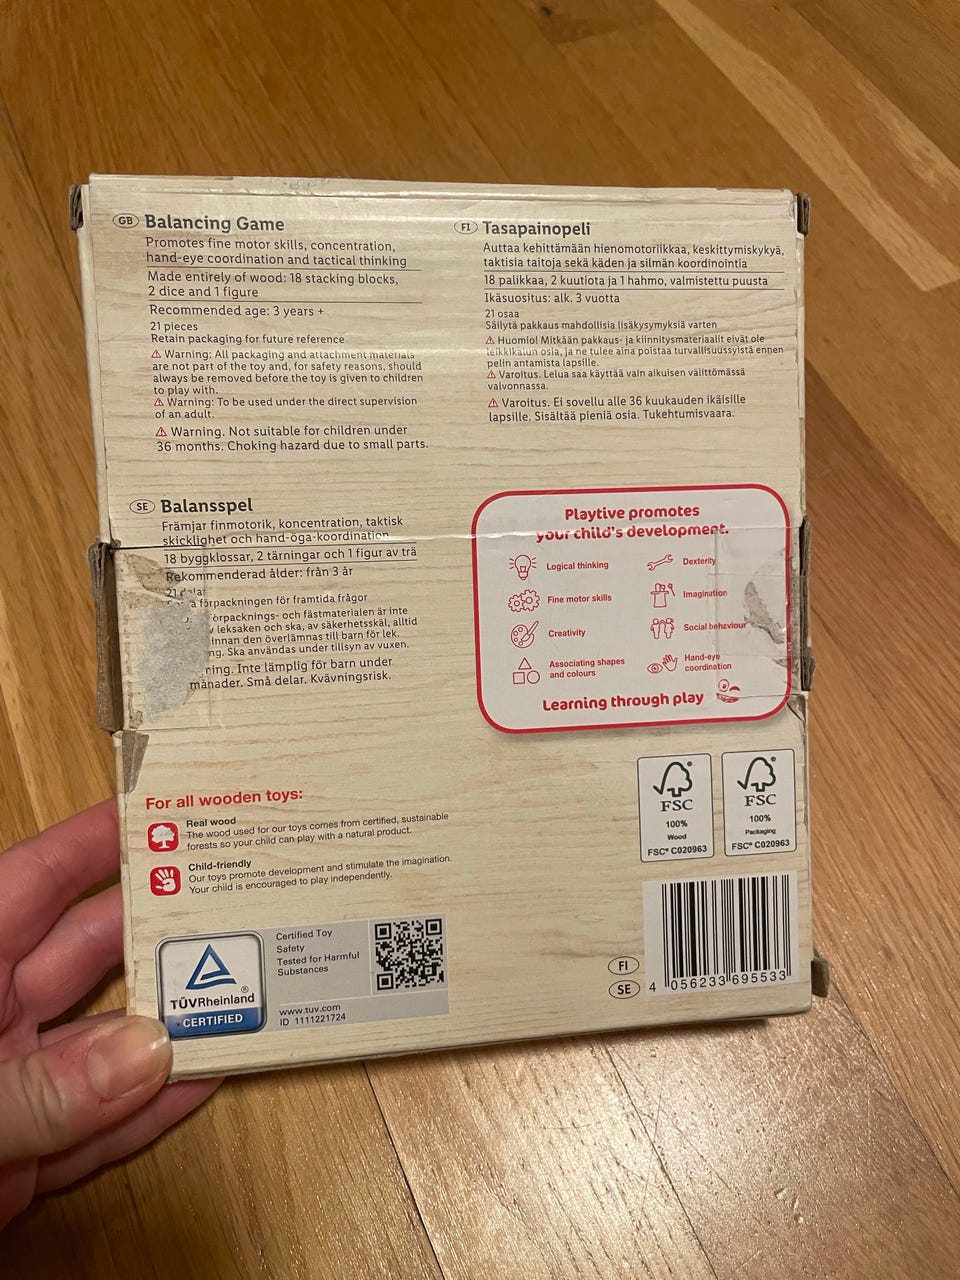 GB Balancing Game
Promotes fine motor skills, concentration,
hand-eye coordination and tactical thinking
Made entirely of wood: 18 stacking blocks,
2 dice and 1 figure
Recommended age: 3 years +
21 pieces
Retain packaging for future reference
Warning: All packaging and attachment materials
are not part of the toy and, for safety reasons, should
always be removed before the toy is given to children
to play with.
Warning: To be used under the direct supervision
of an adult.
Warning. Not suitable for children under
36 months. Choking hazard due to small parts.
FI Tasapainopeli
Auttaa kehittämään hienomotoriikkaa, keskittymiskykyä,
taktisia taitoja sekä käden ja silmän koordinointia
18 palikkaa, 2 kuutiota ja 1 hahmo, valmistettu puusta
Ikäsuositus: alk. 3 vuotta
21 osaa
Säilytä pakkaus mahdollisia lisäkysymyksiä varten
Huomio! Mitkään pakkaus- ja kiinnitysmateriaalit eivät ole
leikkikalun osia, ja ne tulee aina poistaa turvallisuussyistä ennen
pelin antamista lapsille.
Varoitus. Lelua saa käyttää vain aikuisen välittömässä
valvonnassa.
Varoitus. Ei sovellu alle 36 kuukauden ikäisille
lapsille. Sisältää pieniä osia. Tukehtumisvaara.
SE Balansspel
Främjar finmotorik, koncentration, taktisk
skicklighet och hand-öga-koordination
18 byggklossar, 2 tärningar och 1 figur av trä
Rekommenderad ålder: från 3 år
21
förpackningen för framtida frågor
förpacknings- och fästmaterialen är inte
leksaken och ska, av säkerhetsskäl, alltid
innan den överlämnas till barn för lek.
Ska användas under tillsyn av vuxen.
Inte lämplig för barn under
månader. Små delar. Kvävningsrisk.
Playtive promotes
your child's development.
Logical thinking
Dexterity
Fine motor skills
Imagination
Creativity
Social behaviour
Associating shapes
and colours
Hand-eye
coordination
Learning through play
For all wooden toys:
Real wood
The wood used for our toys comes from certified, sustainable
forests so your child can play with a natural product.
Child-friendly
Our toys promote development and stimulate the imagination.
Your child is encouraged to play independently.
FSC
100%
Wood
FSC® C020963
FSC
100%
Packaging
FSC® C020963
TÜVRheinland®
CERTIFIED
Certified Toy
Safety
Tested for Harmful
Substances
www.tuv.com
ID 1111221724
FI
SE
4 056233 695533